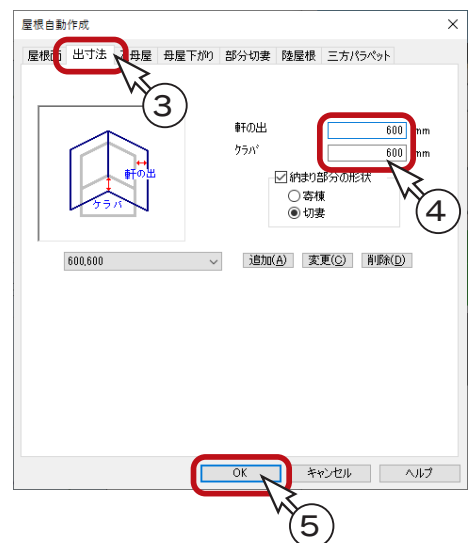 屋根自動作成
屋根面 出寸法 母屋 母屋下がり 部分切妻 陸屋根 三方パラペット
③
軒の出 600 mm
ケラバ 600 mm
軒の出
ケラバ
納まり部分の形状
寄棟
切妻
④
600,600 追加(A) 変更(C) 削除(D)
OK キャンセル ヘルプ
⑤